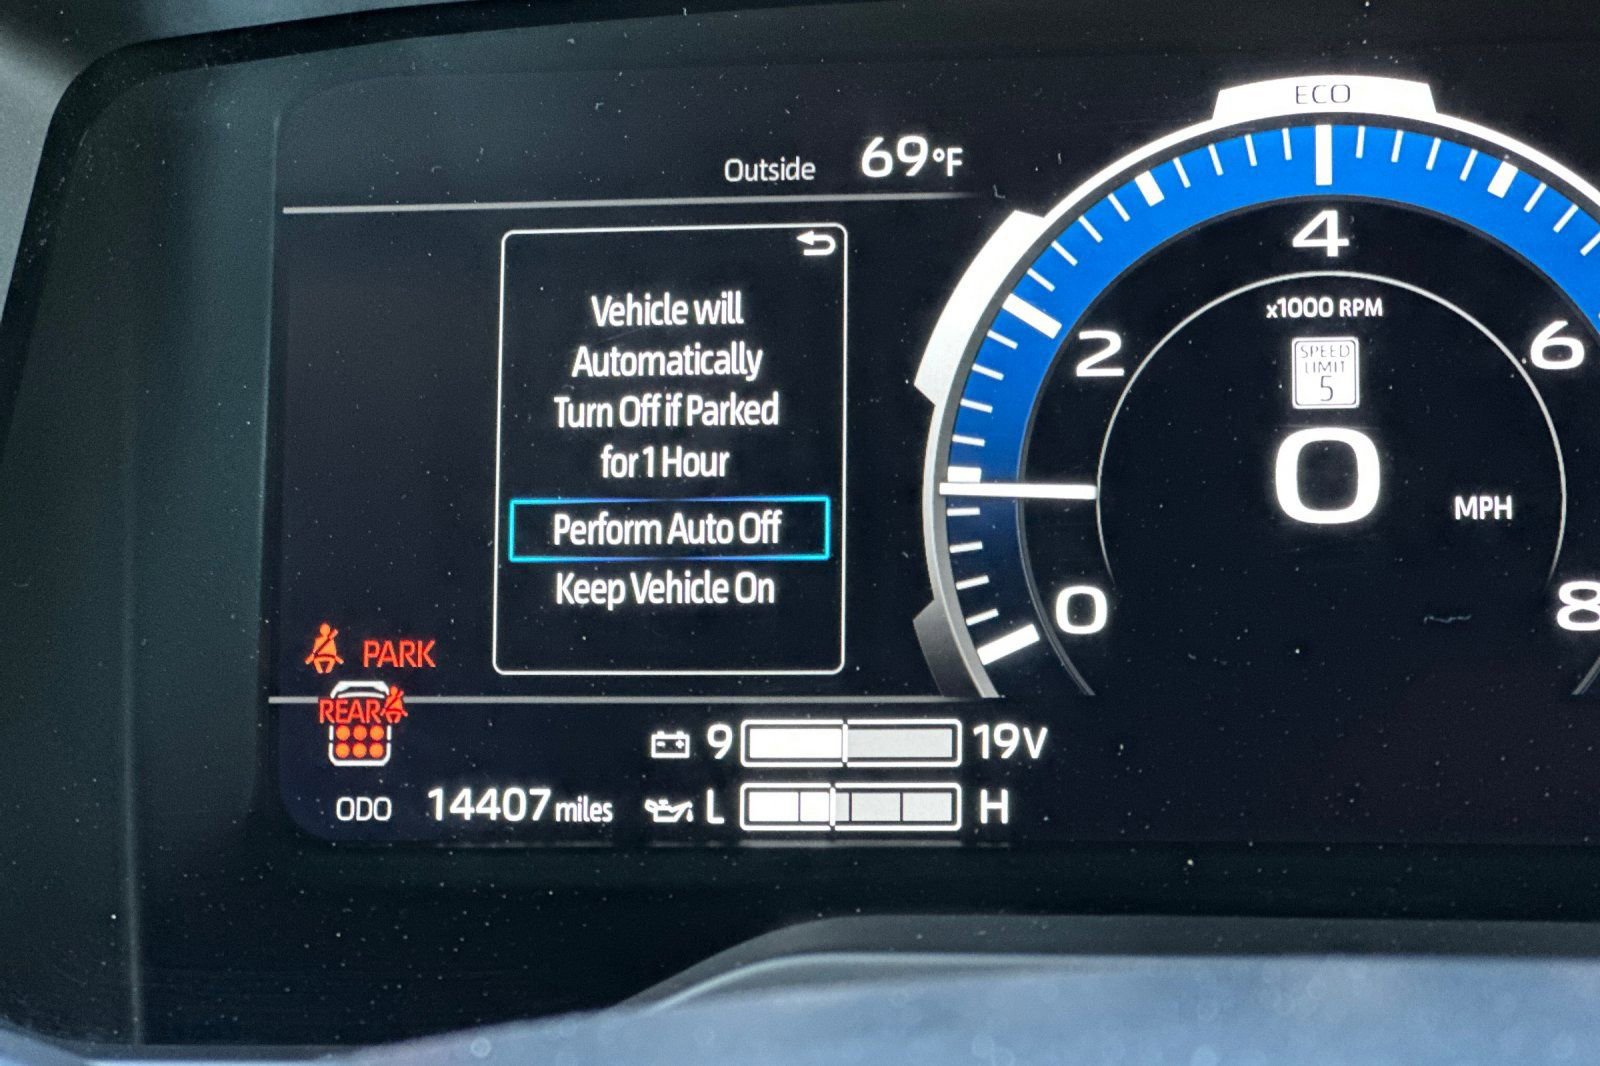 Outside 69°F
Vehicle will
Automatically
Turn Off if Parked
for 1 Hour
Perform Auto Off
Keep Vehicle On
PARK
REAR
ODO 14407 miles
9 19V
L H
ECO
0 2 4 6 8
x1000 RPM
SPEED
LIMIT
5
0 MPH